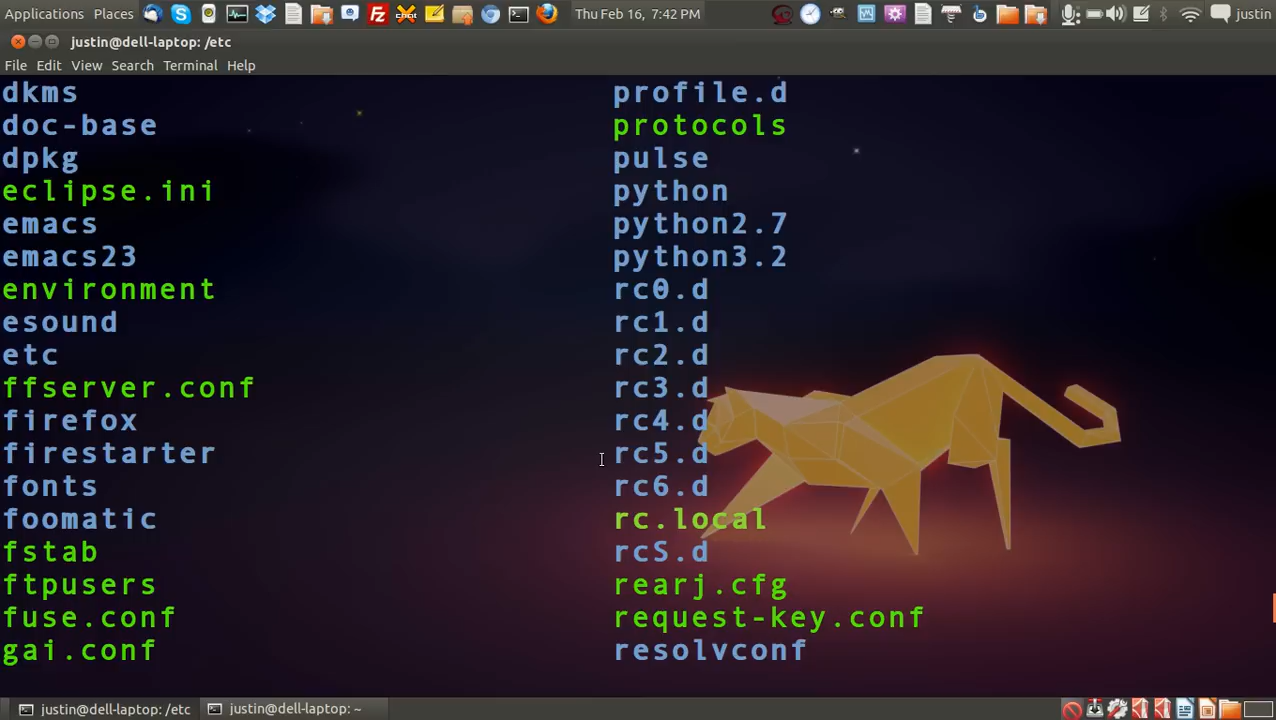 Applications Places Thu Feb 16, 7:42 PM justin
justin@dell-laptop: /etc
File Edit View Search Terminal Help
dkms profile.d
doc-base protocols
dpkg pulse
eclipse.ini python
emacs python2.7
emacs23 python3.2
environment rc0.d
esound rc1.d
etc rc2.d
ffserver.conf rc3.d
firefox rc4.d
firestarter rc5.d
fonts rc6.d
foomatic rc.local
fstab rcS.d
ftpusers rearj.cfg
fuse.conf request-key.conf
gai.conf resolvconf
justin@dell-laptop: /etc justin@dell-laptop: ~